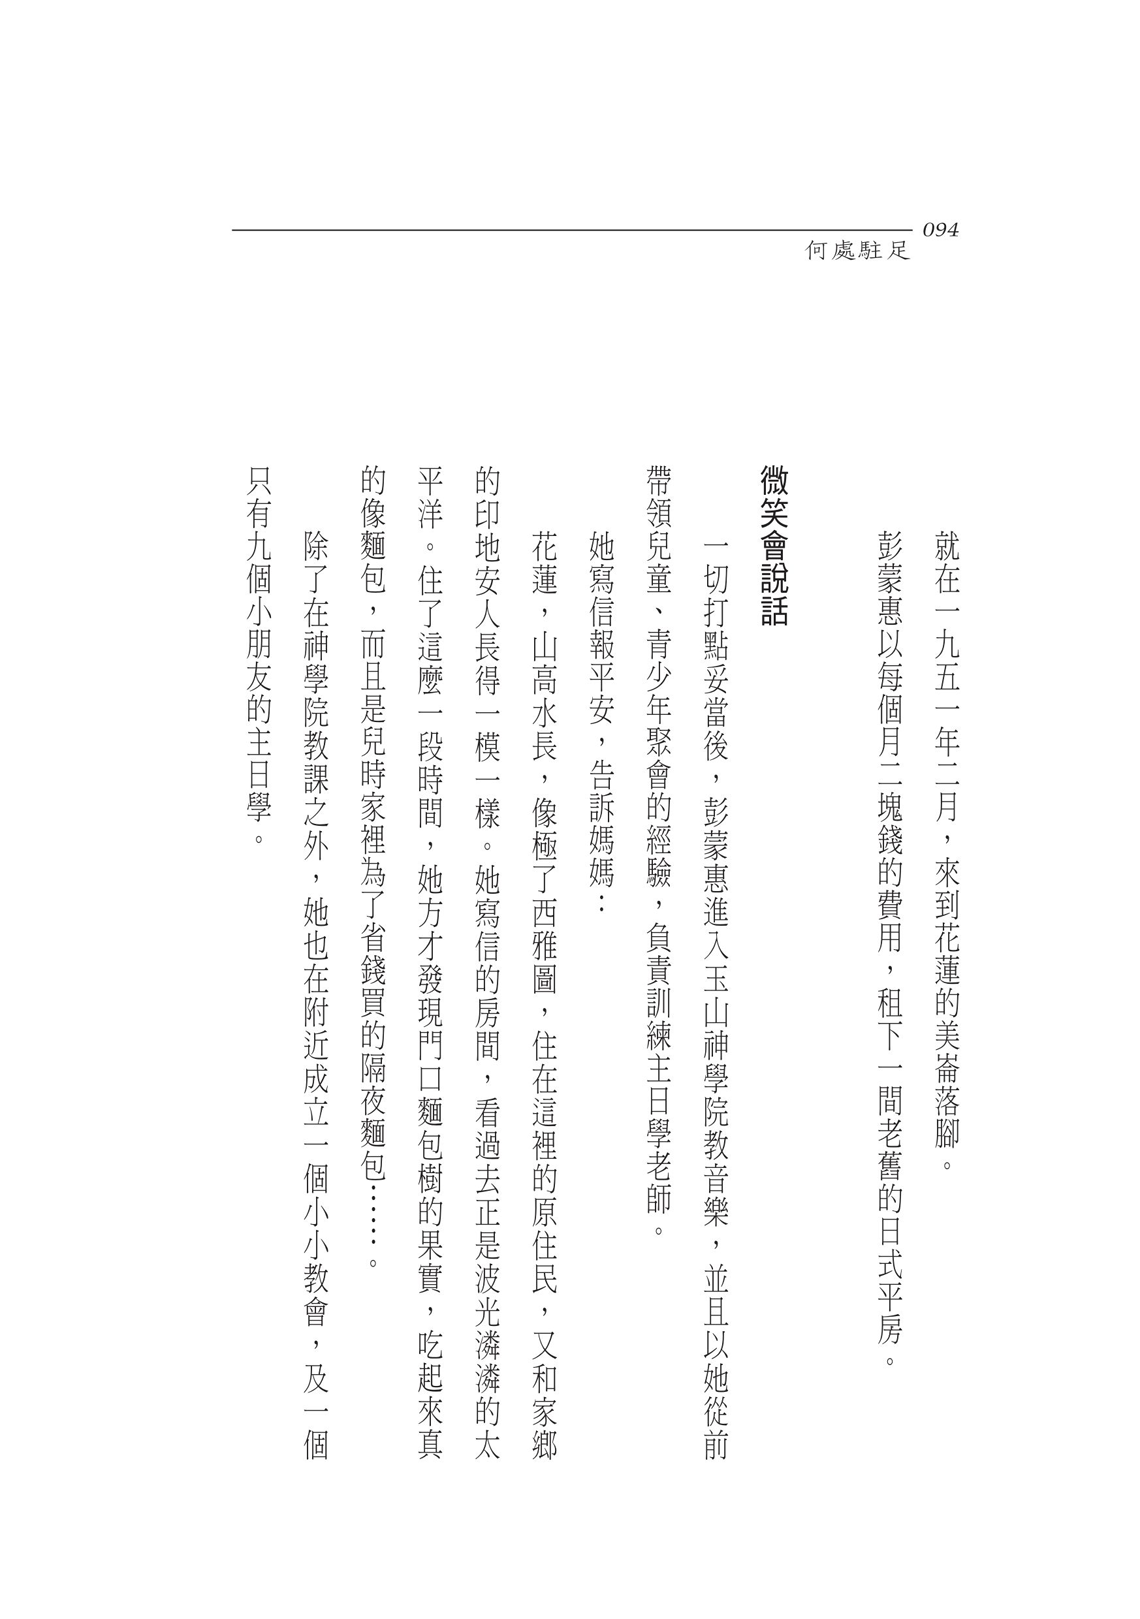 094
何處駐足
就在一九五一年二月，來到花蓮的美崙落腳。
彭蒙惠以每個月二塊錢的費用，租下一間老舊的日式平房。
微笑會說話
一切打點妥當後，彭蒙惠進入玉山神學院教音樂，並且以她從前
帶領兒童、青少年聚會的經驗，負責訓練主日學老師。
她寫信報平安，告訴媽媽：
花蓮，山高水長，像極了西雅圖，住在這裡的原住民，又和家鄉
的印地安人長得一模一樣。她寫信的房間，看過去正是波光潾潾的太
平洋。住了這麼一段時間，她方才發現門口麵包樹的果實，吃起來真
的像麵包，而且是兒時家裡為了省錢買的隔夜麵包……。
除了在神學院教課之外，她也在附近成立一個小小教會，及一個
只有九個小朋友的主日學。